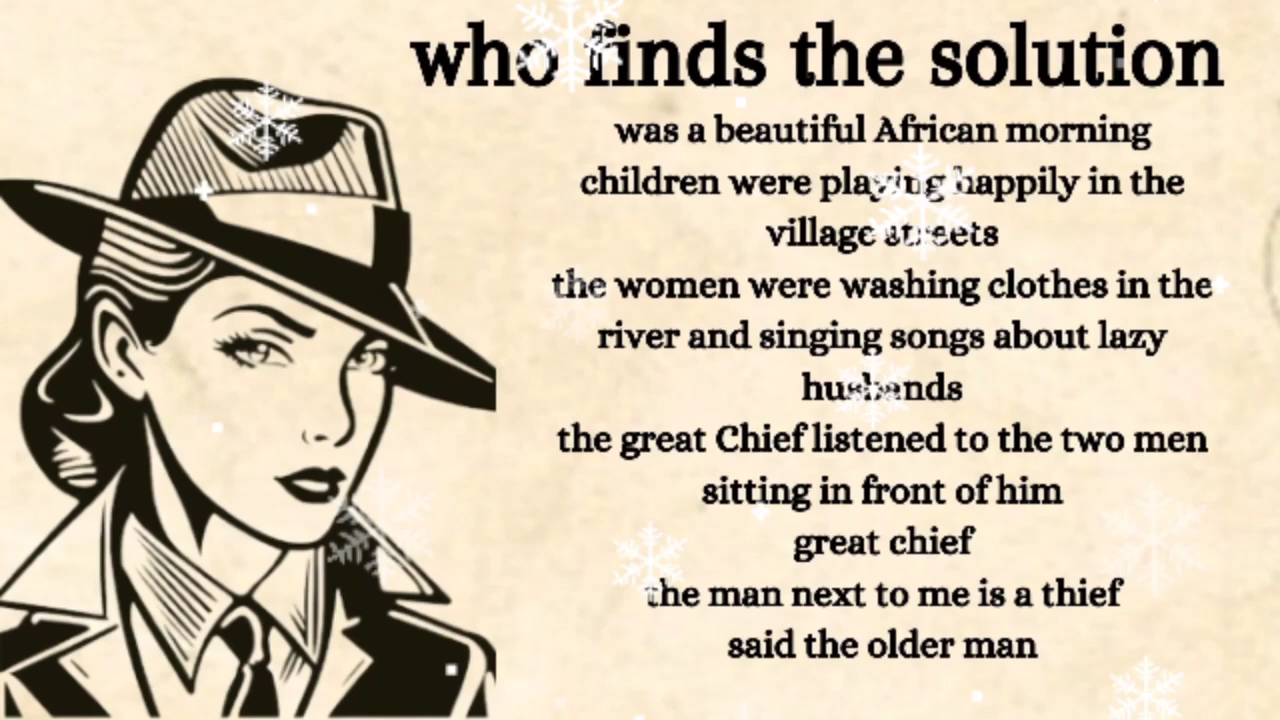 who finds the solution
was a beautiful African morning
children were playing happily in the
village streets
the women were washing clothes in the
river and singing songs about lazy
husbands
the great Chief listened to the two men
sitting in front of him
great chief
the man next to me is a thief
said the older man